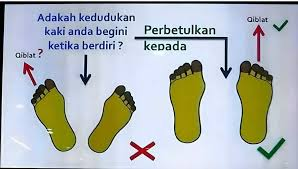 Adakah kedudukan
kaki anda begini
ketika berdiri ?
Qiblat ?
Perbetulkan
kepada
Qiblat